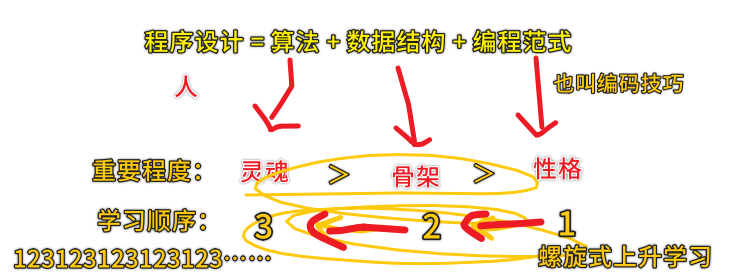 程序设计 = 算法 + 数据结构 + 编程范式
人
也叫编码技巧
重要程度： 灵魂 > 骨架 > 性格
学习顺序： 3 2 1
123123123123123…… 螺旋式上升学习